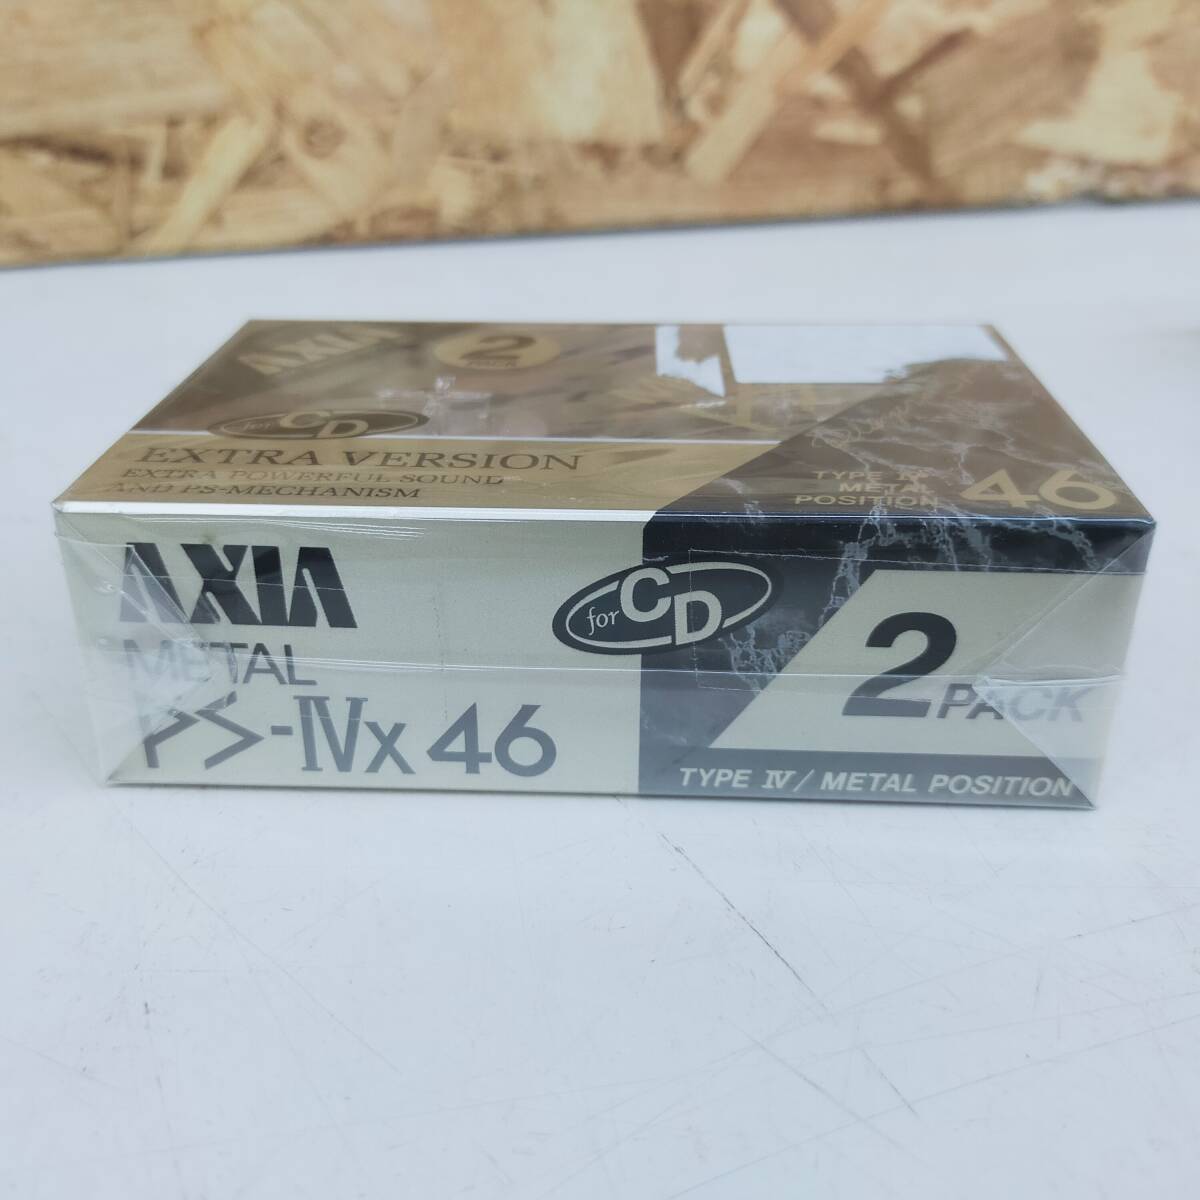 AXIA
2
PACK
for CD
EXTRA VERSION
EXTRA POWERFUL SOUND
AND PS-MECHANISM
TYPE IV
METAL
POSITION
46
AXIA
METAL
PS-IVx 46
for CD
2 PACK
TYPE IV / METAL POSITION